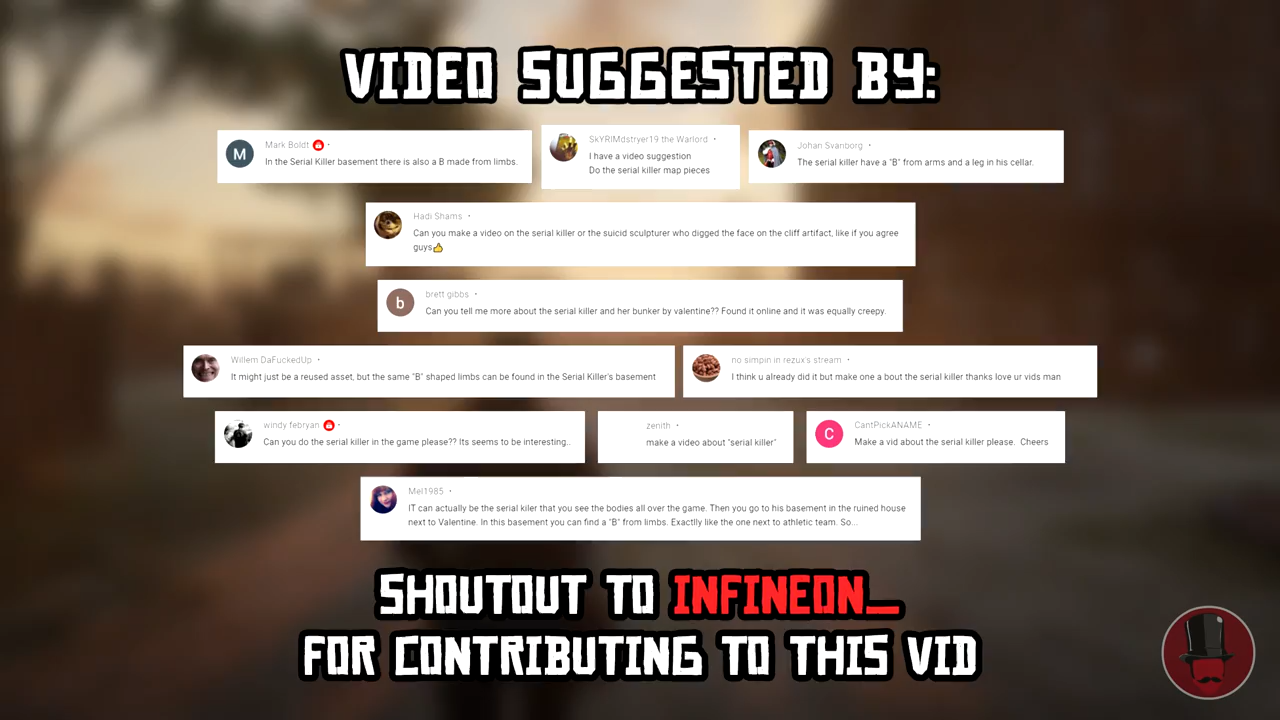 VIDEO SUGGESTED BY:
Mark Boldt •
In the Serial Killer basement there is also a B made from limbs.
SkYRIMdstryer19 the Warlord •
I have a video suggestion
Do the serial killer map pieces
Johan Svanborg •
The serial killer have a "B" from arms and a leg in his cellar.
Hadi Shams •
Can you make a video on the serial killer or the suicid sculpturer who digged the face on the cliff artifact, like if you agree
guys👍
b
brett gibbs •
Can you tell me more about the serial killer and her bunker by valentine?? Found it online and it was equally creepy.
Willem DaFuckedUp •
It might just be a reused asset, but the same "B" shaped limbs can be found in the Serial Killer's basement
no simpin in rezux's stream •
I think u already did it but make one a bout the serial killer thanks love ur vids man
windy febryan •
Can you do the serial killer in the game please?? Its seems to be interesting..
zenith •
make a video about "serial killer"
C
CantPickANAME •
Make a vid about the serial killer please. Cheers
Mel1985 •
IT can actually be the serial kiler that you see the bodies all over the game. Then you go to his basement in the ruined house
next to Valentine. In this basement you can find a "B" from limbs. Exactlly like the one next to athletic team. So...
SHOUTOUT TO INFINEON_
FOR CONTRIBUTING TO THIS VID
M